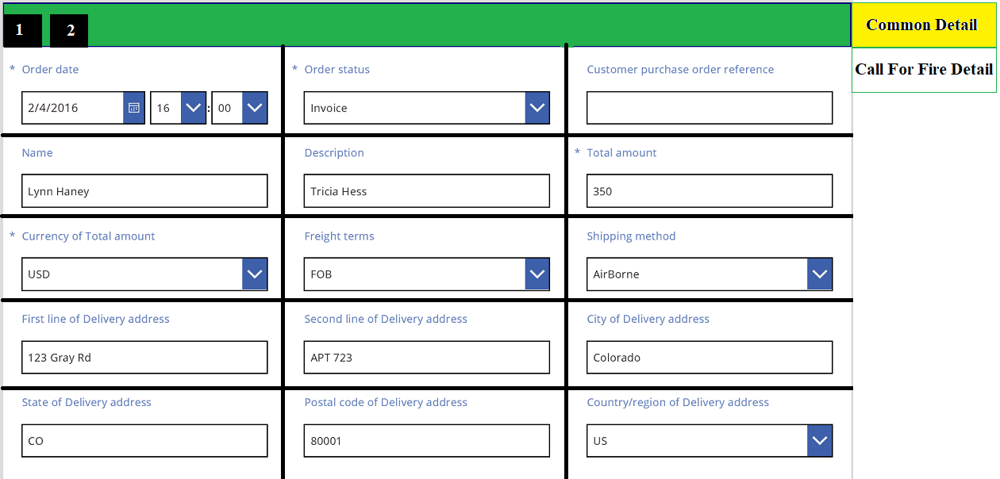 1 2 Common Detail
Call For Fire Detail
* Order date * Order status Customer purchase order reference
2/4/2016 16 : 00 Invoice
Name Description * Total amount
Lynn Haney Tricia Hess 350
* Currency of Total amount Freight terms Shipping method
USD FOB AirBorne
First line of Delivery address Second line of Delivery address City of Delivery address
123 Gray Rd APT 723 Colorado
State of Delivery address Postal code of Delivery address Country/region of Delivery address
CO 80001 US